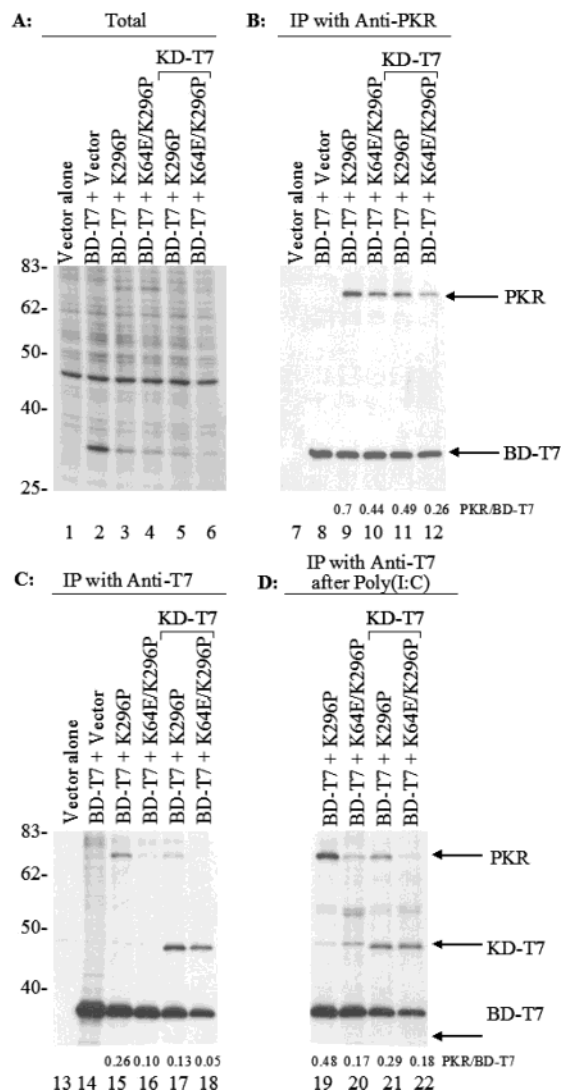 A: Total
KD-T7
Vector alone
BD-T7 + Vector
BD-T7 + K296P
BD-T7 + K64E/K296P
BD-T7 + K296P
BD-T7 + K64E/K296P
83-
62-
50-
40-
25-
1 2 3 4 5 6
B: IP with Anti-PKR
KD-T7
Vector alone
BD-T7 + Vector
BD-T7 + K296P
BD-T7 + K64E/K296P
BD-T7 + K296P
BD-T7 + K64E/K296P
PKR
BD-T7
0.7 0.44 0.49 0.26 PKR/BD-T7
7 8 9 10 11 12
C: IP with Anti-T7
KD-T7
Vector alone
BD-T7 + Vector
BD-T7 + K296P
BD-T7 + K64E/K296P
BD-T7 + K296P
BD-T7 + K64E/K296P
83-
62-
50-
40-
0.26 0.10 0.13 0.05
13 14 15 16 17 18
D: IP with Anti-T7
after Poly(I:C)
KD-T7
BD-T7 + K296P
BD-T7 + K64E/K296P
BD-T7 + K296P
BD-T7 + K64E/K296P
PKR
KD-T7
BD-T7
0.48 0.17 0.29 0.18 PKR/BD-T7
19 20 21 22